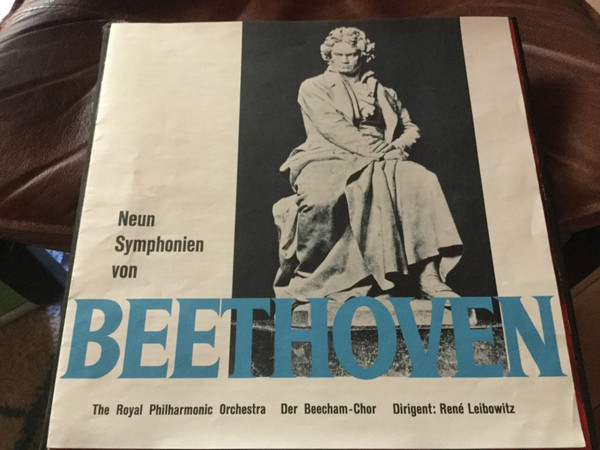 Neun
Symphonien
von
BEETHOVEN
The Royal Philharmonic Orchestra Der Beecham-Chor Dirigent: René Leibowitz